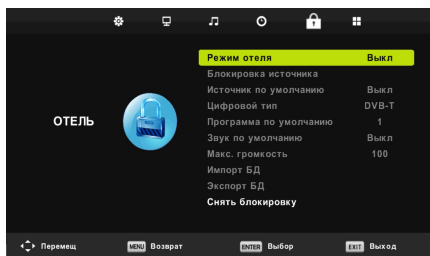 Режим отеля Выкл
Блокировка источника
Источник по умолчанию Выкл
Цифровой тип DVB-T
ОТЕЛЬ
Программа по умолчанию 1
Звук по умолчанию Выкл
Макс. громкость 100
Импорт БД
Экспорт БД
Снять блокировку
Перемещ MENU Возврат ENTER Выбор EXIT Выход